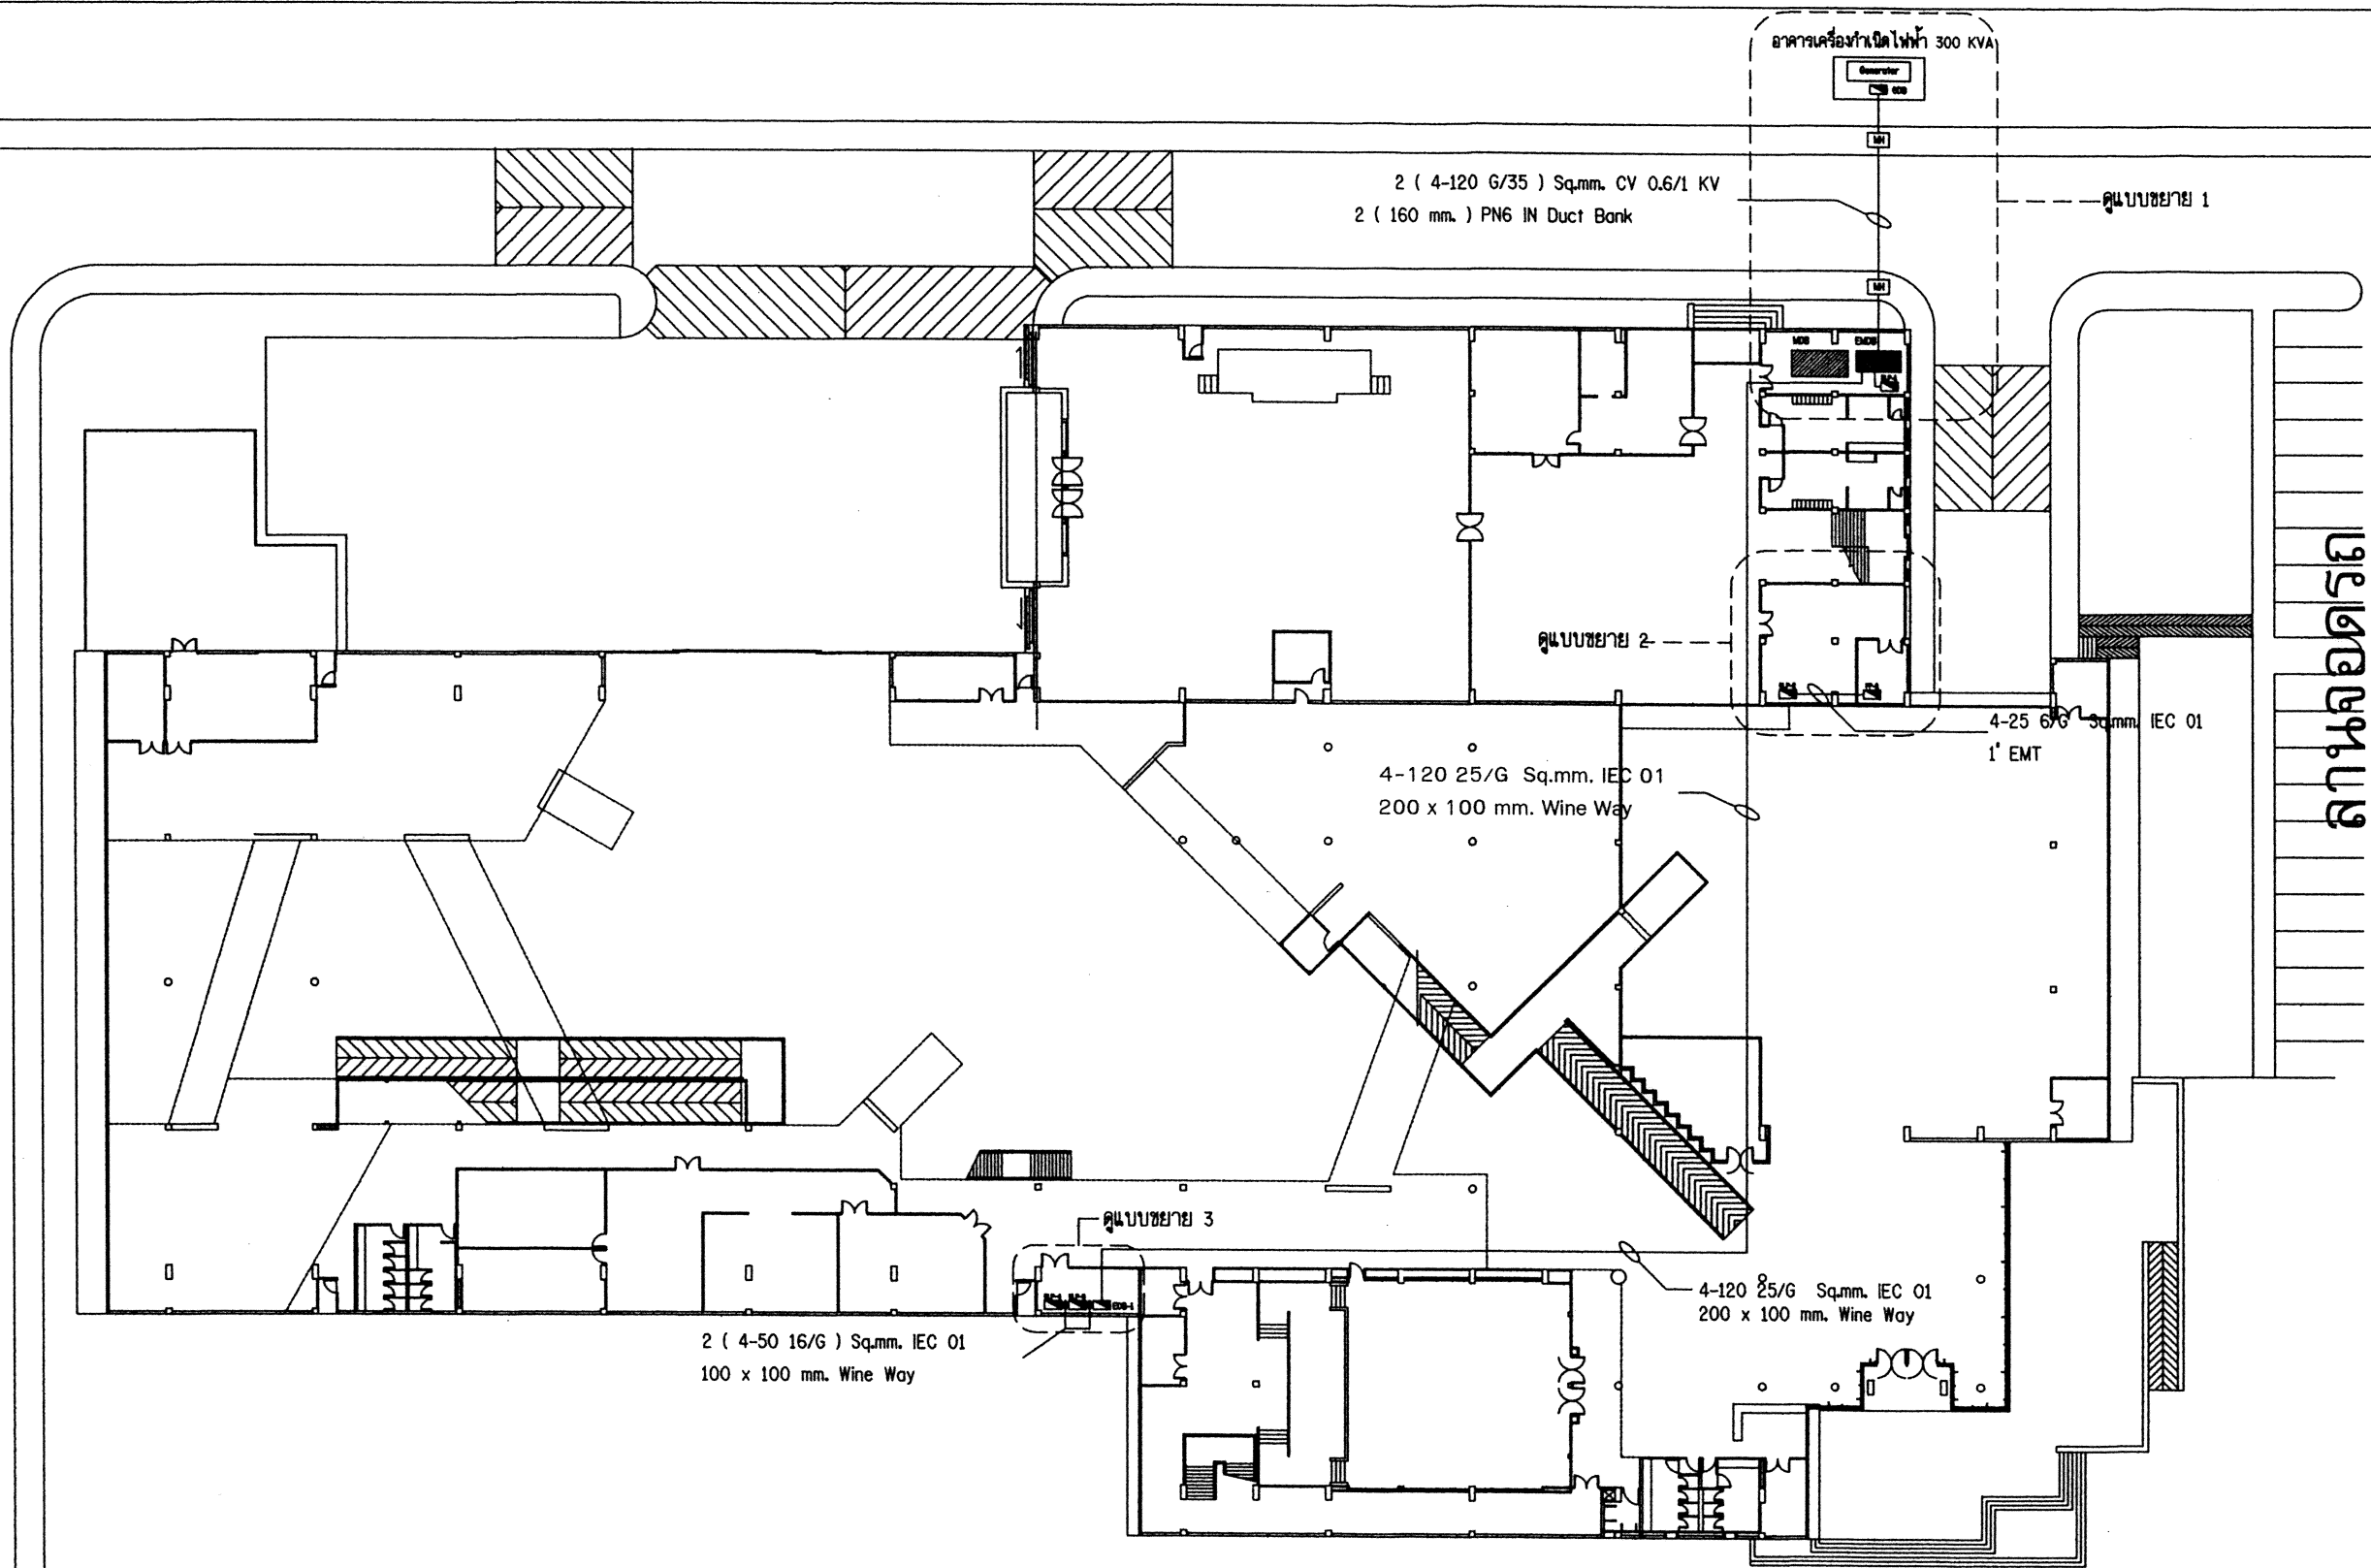 อาคารเครื่องกำเนิดไฟฟ้า 300 KVA
Generator
GDB
MH
2 ( 4-120 G/35 ) Sq.mm. CV 0.6/1 KV
2 ( 160 mm. ) PN6 IN Duct Bank
ดูแบบขยาย 1
MH
MDB
EMDB
ดูแบบขยาย 2
4-25 6/G Sq.mm. IEC 01
1" EMT
4-120 25/G Sq.mm. IEC 01
200 x 100 mm. Wine Way
ลานจอดรถ
ดูแบบขยาย 3
EDB-1
4-120 25/G Sq.mm. IEC 01
200 x 100 mm. Wine Way
2 ( 4-50 16/G ) Sq.mm. IEC 01
100 x 100 mm. Wine Way